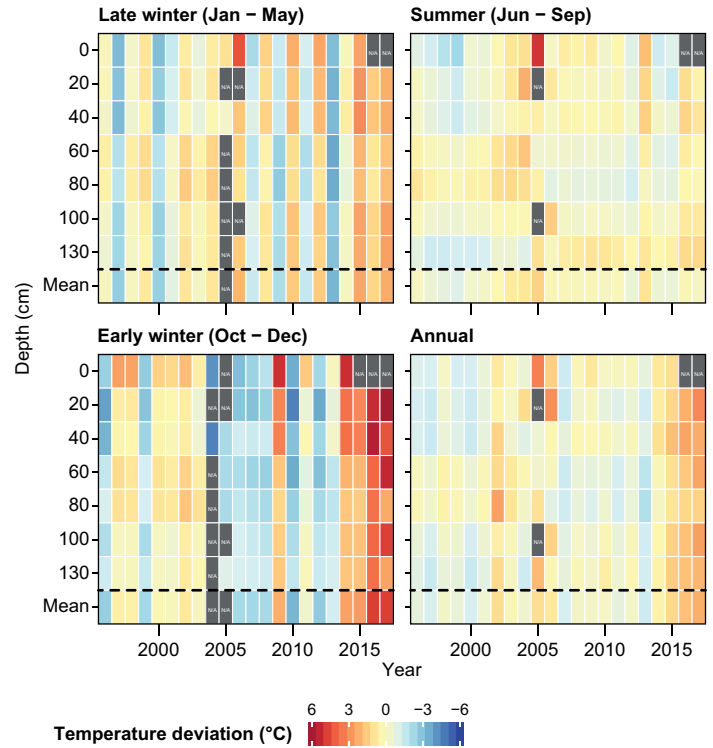 Late winter (Jan − May)
Summer (Jun − Sep)
0
20
40
60
80
100
130
Mean
N/A N/A
N/A N/A
N/A
N/A
N/A N/A
N/A
N/A
N/A N/A
N/A
N/A
Depth (cm)
Early winter (Oct − Dec)
Annual
0
20
40
60
80
100
130
Mean
N/A N/A N/A N/A
N/A N/A
N/A
N/A
N/A N/A
N/A
N/A N/A
N/A N/A
N/A
N/A
2000 2005 2010 2015
2000 2005 2010 2015
Year
Temperature deviation (°C)
6 3 0 −3 −6